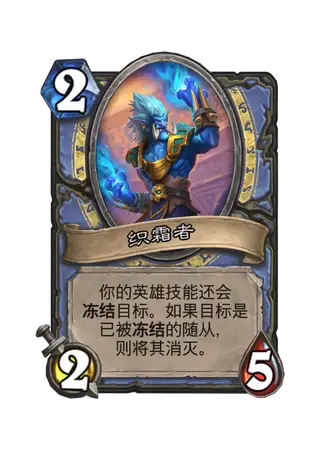 2
织霜者
你的英雄技能还会
冻结目标。如果目标是
已被冻结的随从，
则将其消灭。
2
5